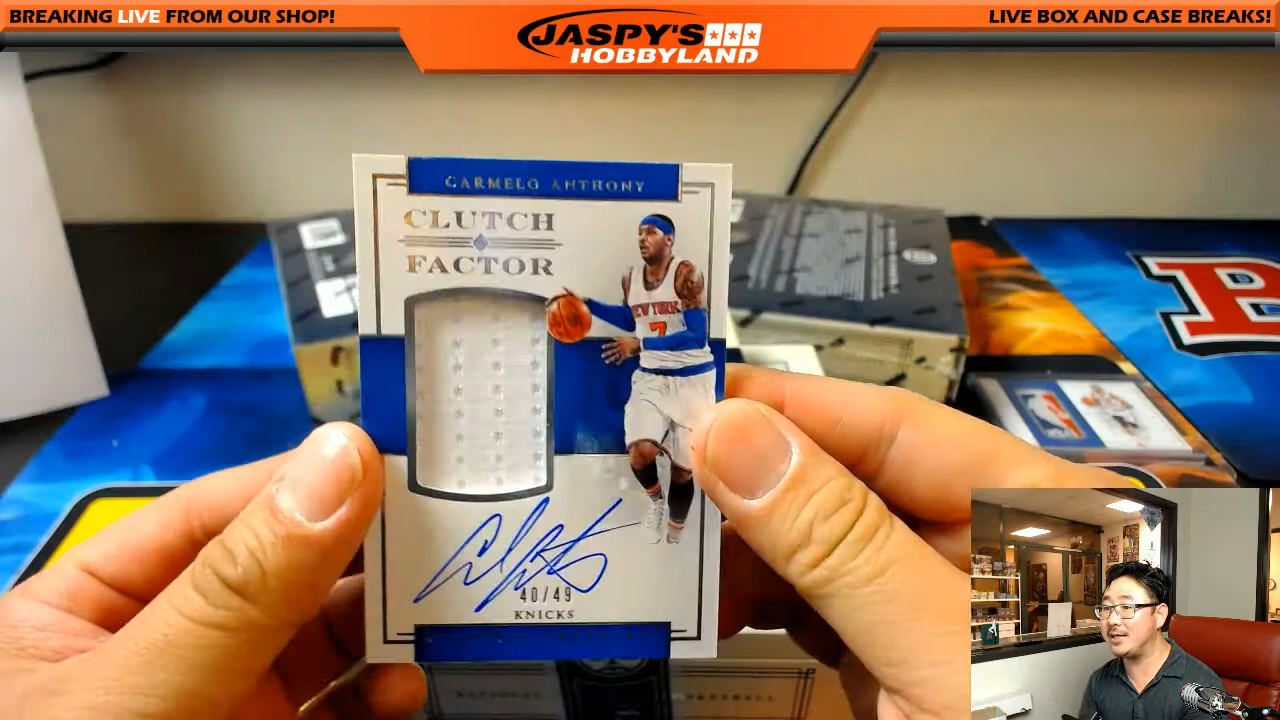 BREAKING LIVE FROM OUR SHOP!
JASPY'S
HOBBYLAND
LIVE BOX AND CASE BREAKS!
CARMELO ANTHONY
CLUTCH
FACTOR
NEW YORK
7
40/49
KNICKS